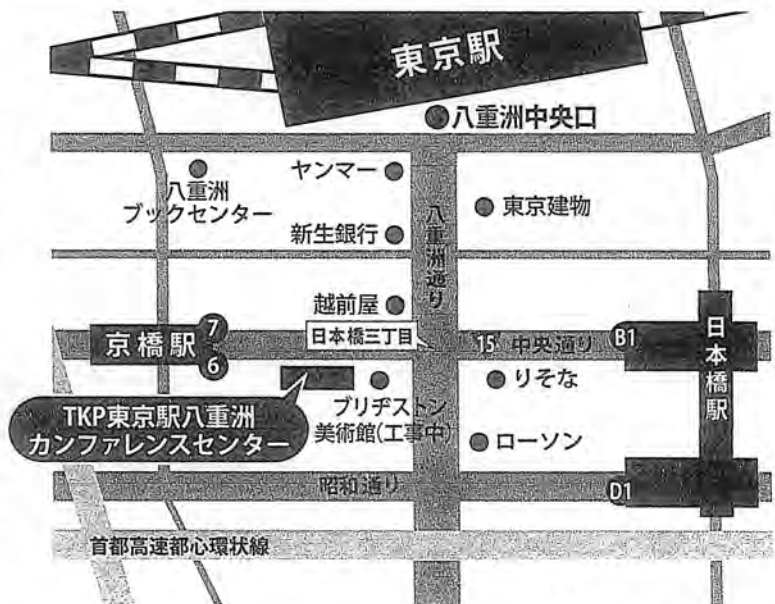 東京駅
八重洲中央口
ヤンマー
八重洲
ブックセンター
東京建物
新生銀行
八重洲通り
越前屋
日本橋三丁目
京橋駅
7
6
15
中央通り
B1
日本橋駅
TKP東京駅八重洲
カンファレンスセンター
ブリヂストン
美術館(工事中)
りそな
ローソン
昭和通り
D1
首都高速都心環状線